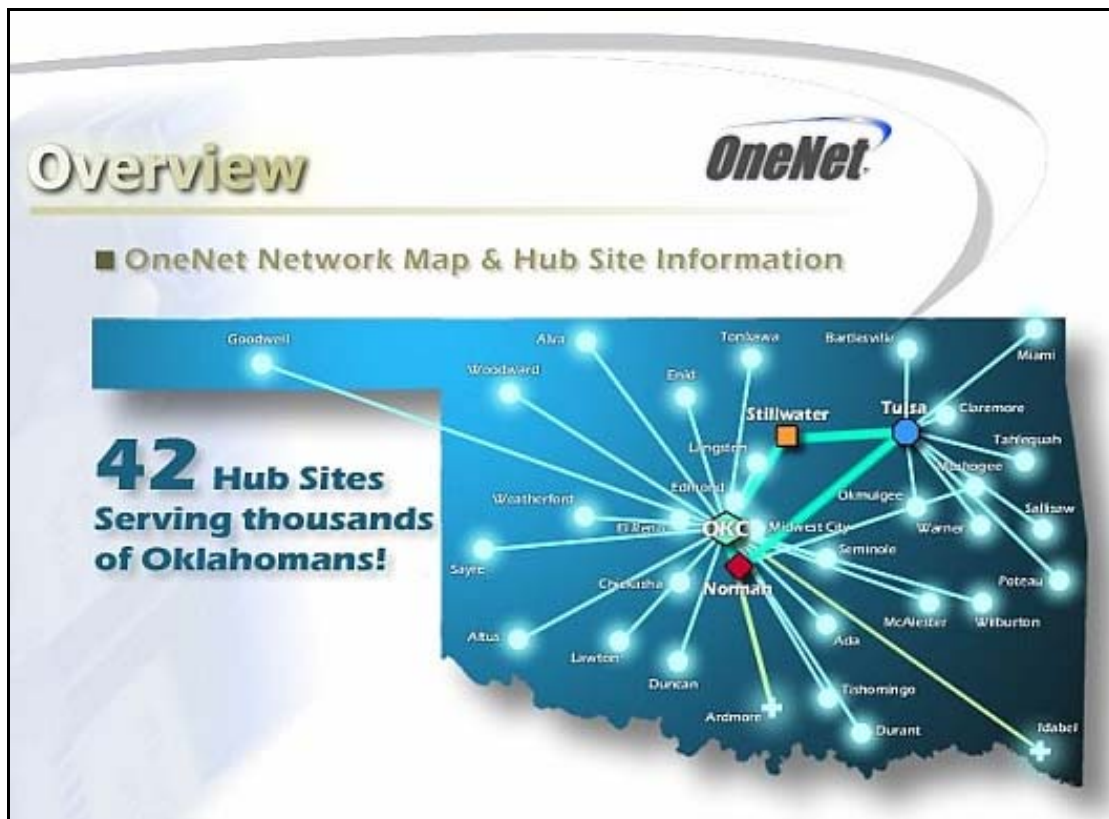 OneNet
Overview
OneNet Network Map & Hub Site Information
Goodwell
Alva
Tonkawa
Bartlesville
Miami
Woodward
Enid
Stillwater
Tulsa
Claremore
Langston
Tahlequah
Muskogee
42 Hub Sites
Serving thousands
of Oklahomans!
Edmond
Weatherford
El Reno
OKC
Midwest City
Okmulgee
Warner
Sallisaw
Seminole
Sayre
Chickasha
Norman
Poteau
McAlester
Wilburton
Altus
Ada
Lawton
Duncan
Tishomingo
Ardmore
Durant
Idabel